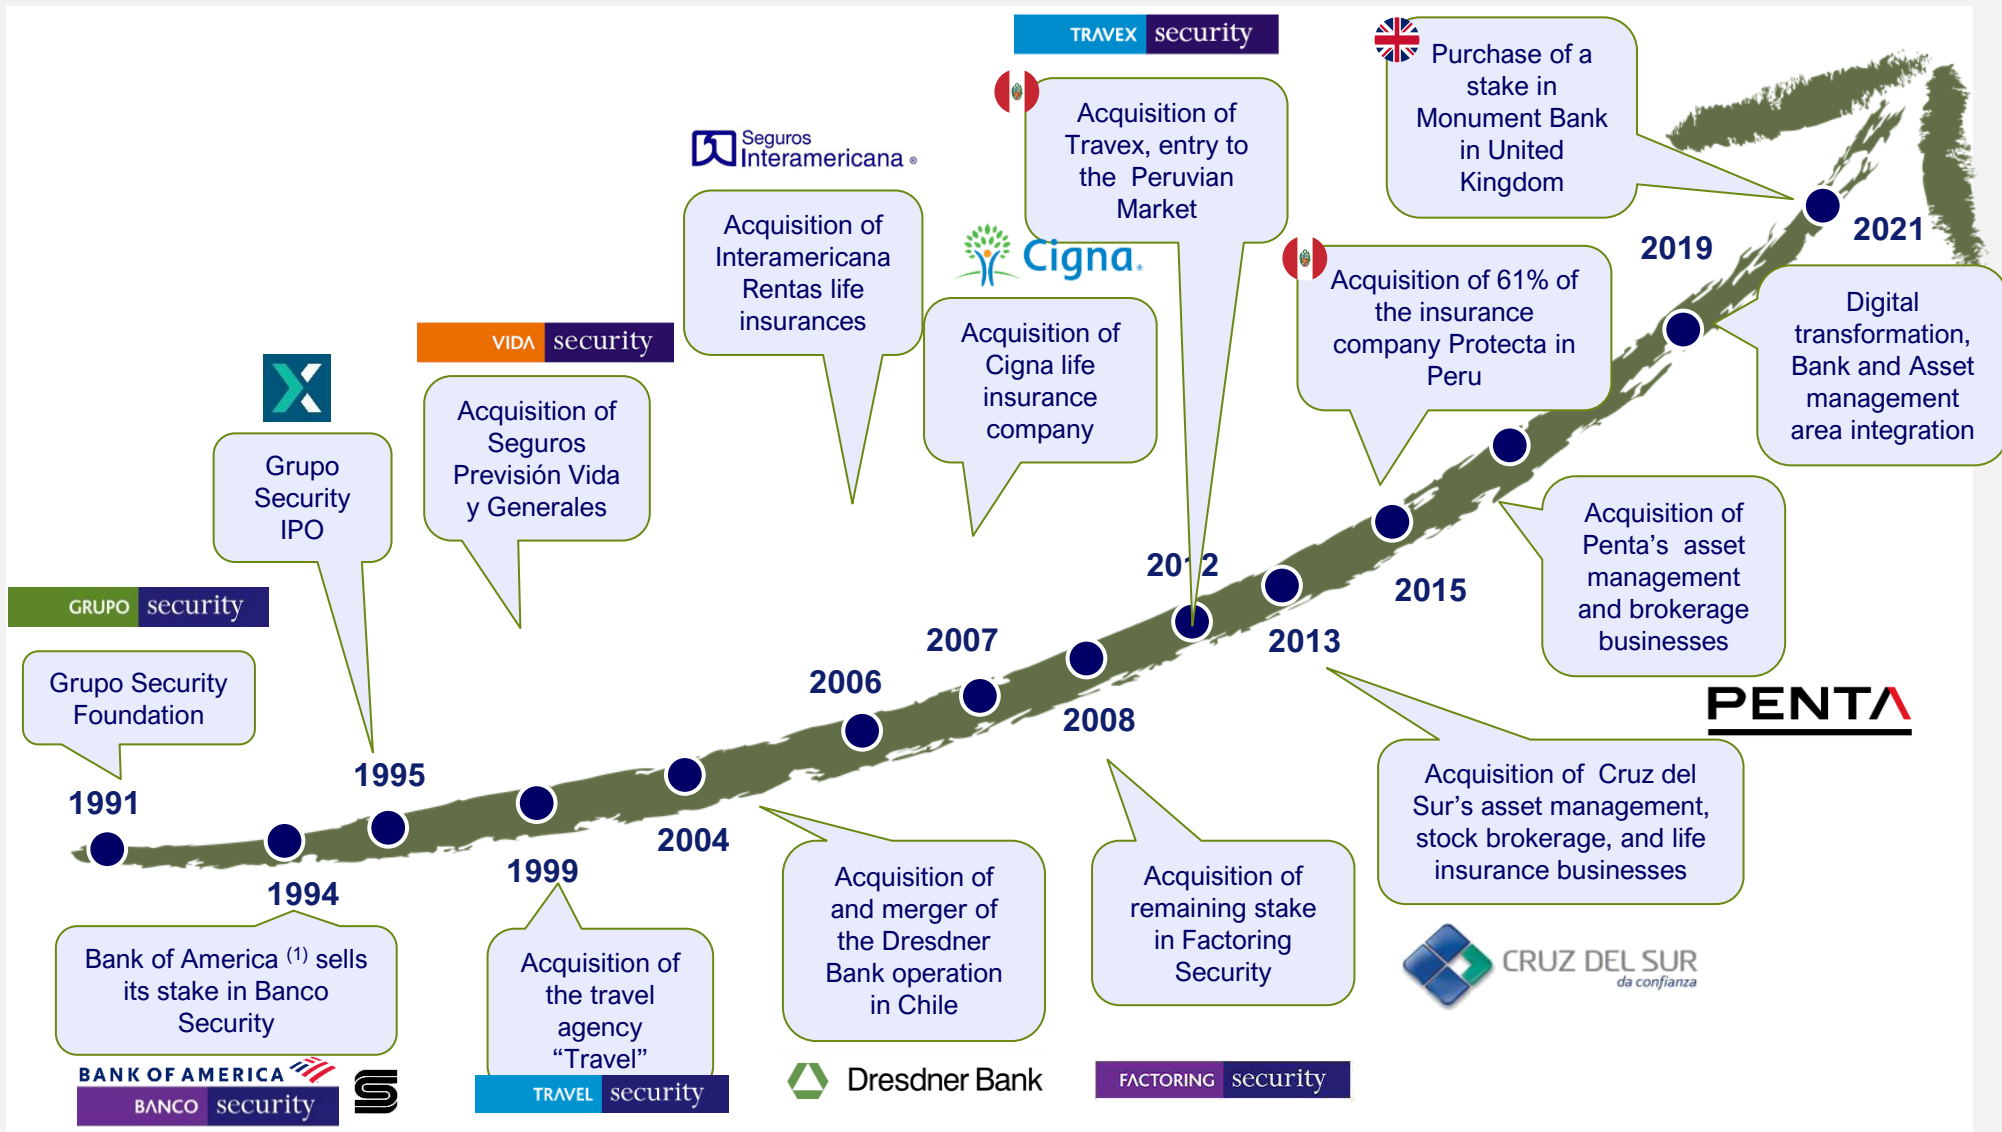 GRUPO security
Grupo Security
Foundation
1991
Bank of America (1) sells
its stake in Banco
Security
1994
BANK OF AMERICA
BANCO security
Grupo
Security
IPO
1995
VIDA security
Acquisition of
Seguros
Previsión Vida
y Generales
1999
Acquisition of
the travel
agency
“Travel”
TRAVEL security
2004
Acquisition of
and merger of
the Dresdner
Bank operation
in Chile
Dresdner Bank
Seguros
Interamericana
Acquisition of
Interamericana
Rentas life
insurances
2006
Cigna
Acquisition of
Cigna life
insurance
company
2007
2008
Acquisition of
remaining stake
in Factoring
Security
FACTORING security
TRAVEX security
Acquisition of
Travex, entry to
the Peruvian
Market
2012
2013
Acquisition of Cruz del
Sur’s asset management,
stock brokerage, and life
insurance businesses
CRUZ DEL SUR
da confianza
Acquisition of 61% of
the insurance
company Protecta in
Peru
2015
Acquisition of
Penta’s asset
management
and brokerage
businesses
PENTA
2019
Digital
transformation,
Bank and Asset
management
area integration
Purchase of a
stake in
Monument Bank
in United
Kingdom
2021